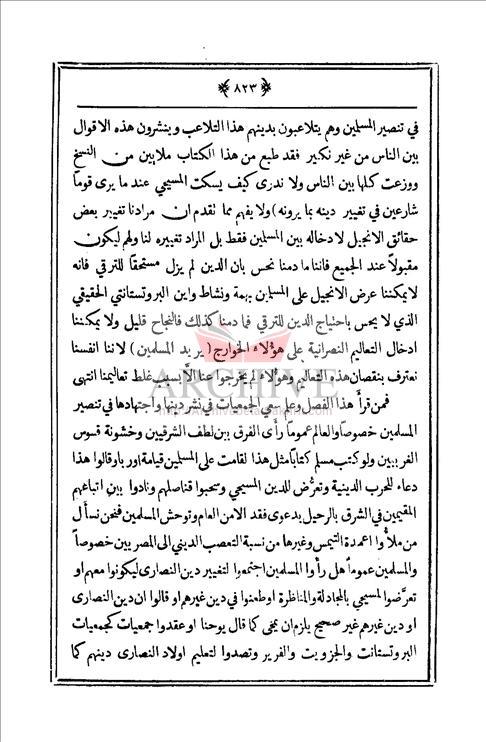 ﴿ ٨٢٣ ﴾
في تنصير المسلمين وهم يتلاعبون بدينهم هذا التلاعب وينشرون هذه الاقوال
بين الناس من غير نكير فقد طبع من هذا الكتاب ملايين من النسخ
ووزعت كلها بين الناس ولا ندرى كيف يسكت المسيحي عند ما يرى قوماً
شارعين في تغيير دينه بما يرونه) ولا يفهم مما تقدم ان مرادنا تغيير بعض
حقائق الانجيل لادخاله بين المسلمين فقط بل المراد تغييره لنا ولهم ليكون
مقبولاً عند الجميع فاننا ما دمنا نحس بان الدين لم يزل مستحقاً للترقي فانه
لا يمكننا عرض الانجيل على المسلمين بهمة ونشاط واين البروتستانتي الحقيقي
الذي لا يحس باحتياج الدين للترقي فما دمنا كذلك فالنجاح قليل ولا يمكننا
ادخال التعاليم النصرانية على هؤلاء الخوارج (يريد المسلمين) لاننا انفسنا
نعترف بنقصان هذه التعاليم وهؤلاء لم يخرجوا عنا الا بسبب غلط تعاليمنا انتهى
ARCHIVE
فمن قرأ هذا الفصل وعلم سعي الجمعيات في نشر دينها واجتهادها في تنصير
المسلمين خصوصاً والعالم عموماً رأى الفرق بين لطف الشرقيين وخشونة قسوس
الغربيين ولو كتب مسلم كتاباً مثل هذا لقامت على المسلمين قيامة اوربا وقالوا هذا
دعاء للحرب الدينية وتعرض للدين المسيحي وسحبوا قناصلهم ونادوا بين اتباعهم
المقيمين في الشرق بالرحيل بدعوى فقد الامن العام وتوحش المسلمين فنحن نسأل
من ملأوا اعمدة التيمس وغيرها من نسبة التعصب الديني الى المصريين خصوصاً
والمسلمين عموماً هل رأوا المسلمين اجتمعوا لتغيير دين النصارى ليكونوا معهم او
تعرضوا لمسيحي بالمجادلة والمناظرة او طعنوا في دين غيرهم او قالوا ان دين النصارى
او دين غيرهم غير صحيح يلزم ان يمحى كما قال يوحنا او عقدوا جمعيات كجمعيات
البروتستانت والجزويت والفرير وتصدوا لتعليم اولاد النصارى دينهم كما